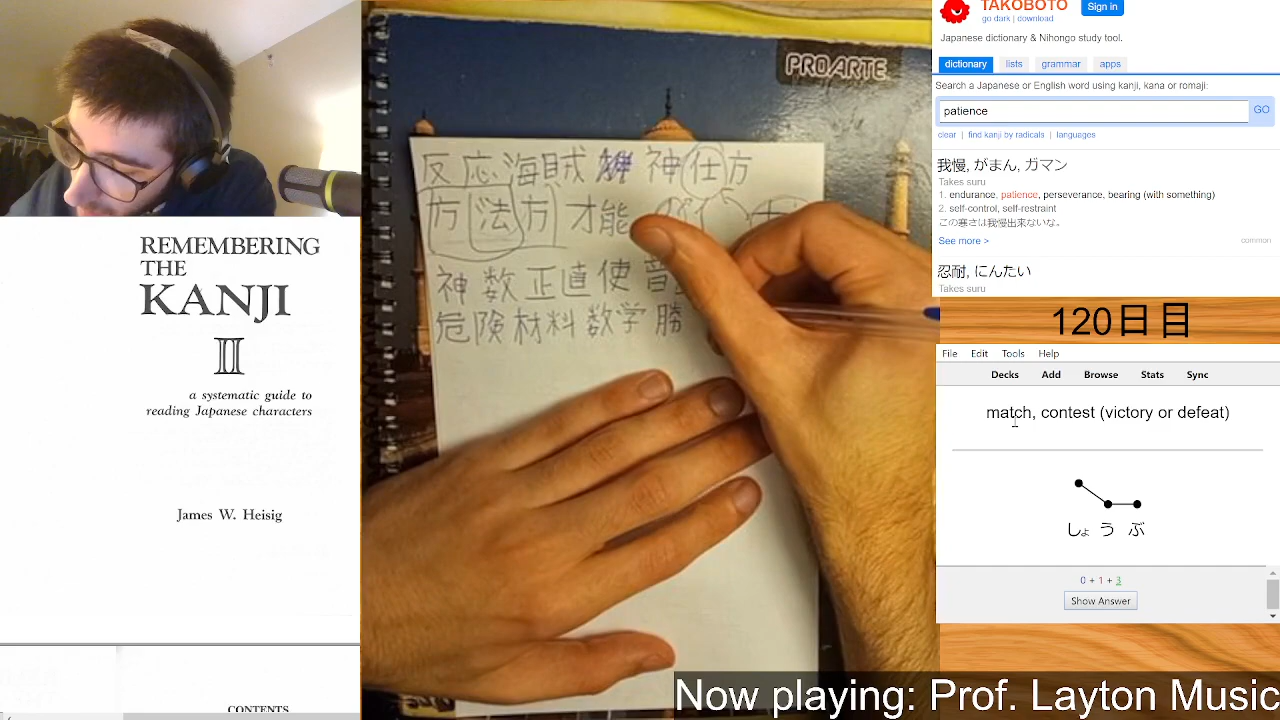 REMEMBERING
THE
KANJI
II
a systematic guide to
reading Japanese characters
James W. Heisig
CONTENTS
PRO/ARTE
反応海賊 神仕方
方法方才能
神数正直使
危険材料数学勝
TAKOBOTO
Sign in
go dark | download
Japanese dictionary & Nihongo study tool.
dictionary lists grammar apps
Search a Japanese or English word using kanji, kana or romaji:
patience GO
clear | find kanji by radicals | languages
我慢, がまん, ガマン
Takes suru
1. endurance, patience, perseverance, bearing (with something)
2. self-control, self-restraint
この寒さは我慢出来ないな。
See more > common
忍耐, にんたい
Takes suru
120日目
File Edit Tools Help
Decks Add Browse Stats Sync
match, contest (victory or defeat)
しょうぶ
0 + 1 + 3
Show Answer
Now playing: Prof. Layton Music